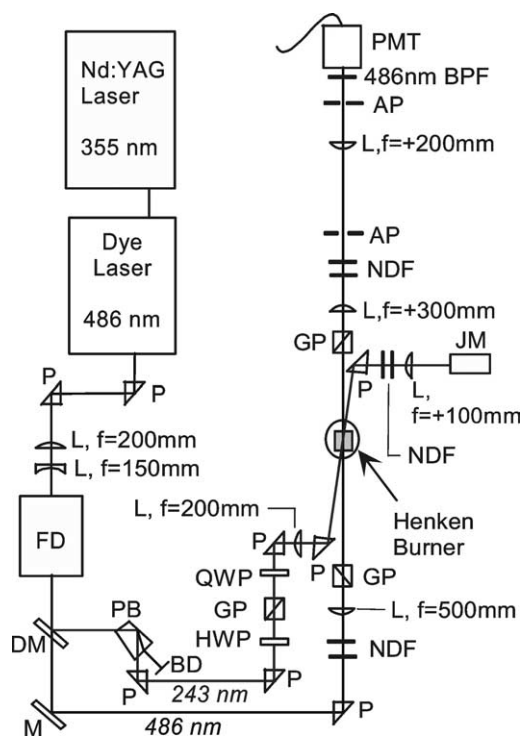 Nd:YAG
Laser
355 nm
Dye
Laser
486 nm
P
P
L, f=200mm
L, f=150mm
FD
DM
M
PB
BD
P
243 nm
486 nm
P
P
HWP
GP
QWP
P
L, f=200mm
P
PMT
486nm BPF
AP
L,f=+200mm
AP
NDF
L,f=+300mm
GP
P
JM
L,
f=+100mm
NDF
Henken
Burner
GP
L, f=500mm
NDF